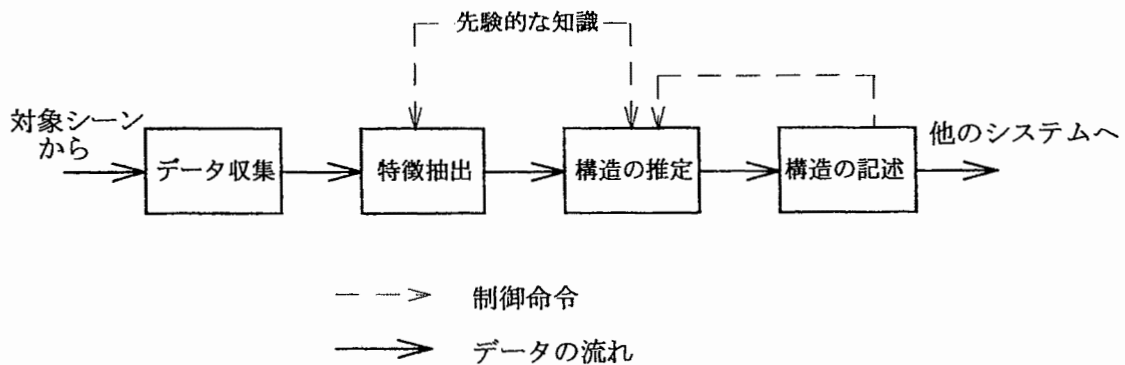 先験的な知識
対象シーン
から
データ収集
特徴抽出
構造の推定
構造の記述
他のシステムへ
制御命令
データの流れ